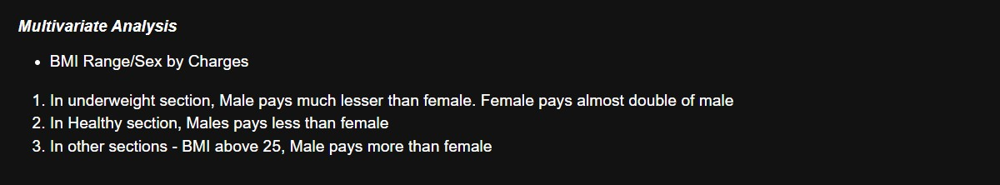 Multivariate Analysis
• BMI Range/Sex by Charges
1. In underweight section, Male pays much lesser than female. Female pays almost double of male
2. In Healthy section, Males pays less than female
3. In other sections - BMI above 25, Male pays more than female